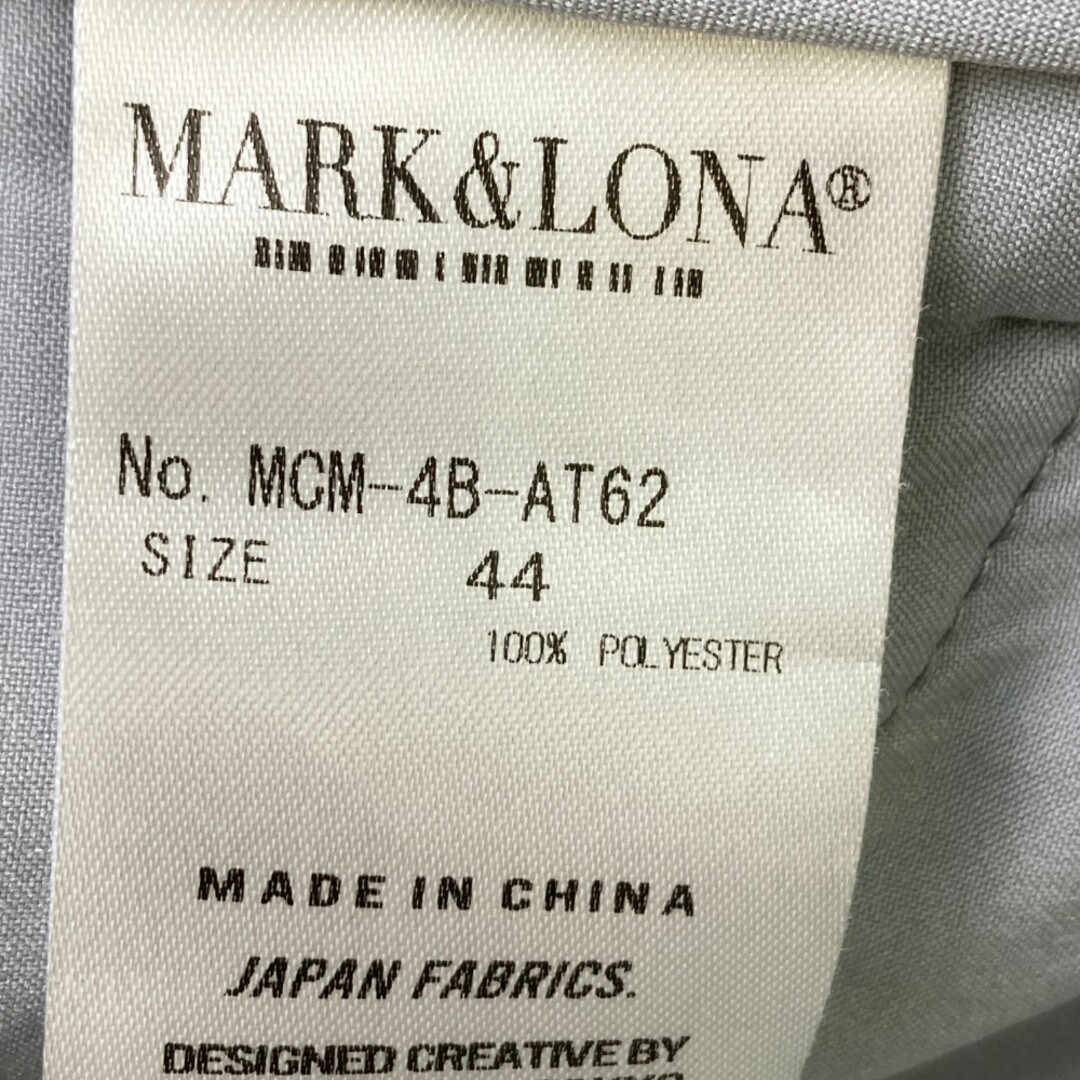 MARK&LONA®
No. MCM-4B-AT62
SIZE 44
100% POLYESTER
MADE IN CHINA
JAPAN FABRICS.
DESIGNED CREATIVE BY